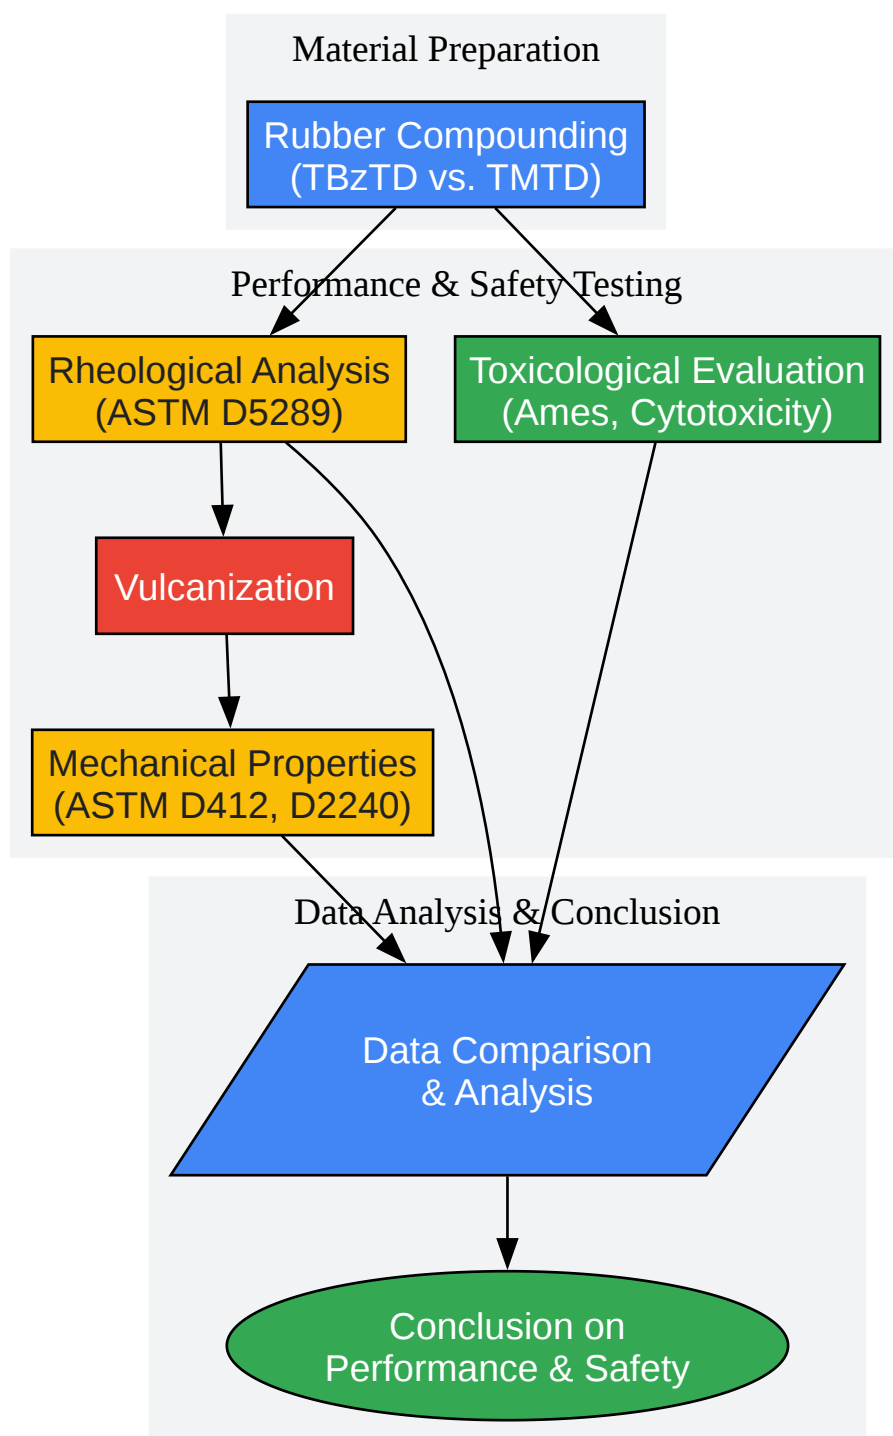 Material Preparation
Rubber Compounding
(TBzTD vs. TMTD)
Performance & Safety Testing
Rheological Analysis
(ASTM D5289)
Toxicological Evaluation
(Ames, Cytotoxicity)
Vulcanization
Mechanical Properties
(ASTM D412, D2240)
Data Analysis & Conclusion
Data Comparison
& Analysis
Conclusion on
Performance & Safety